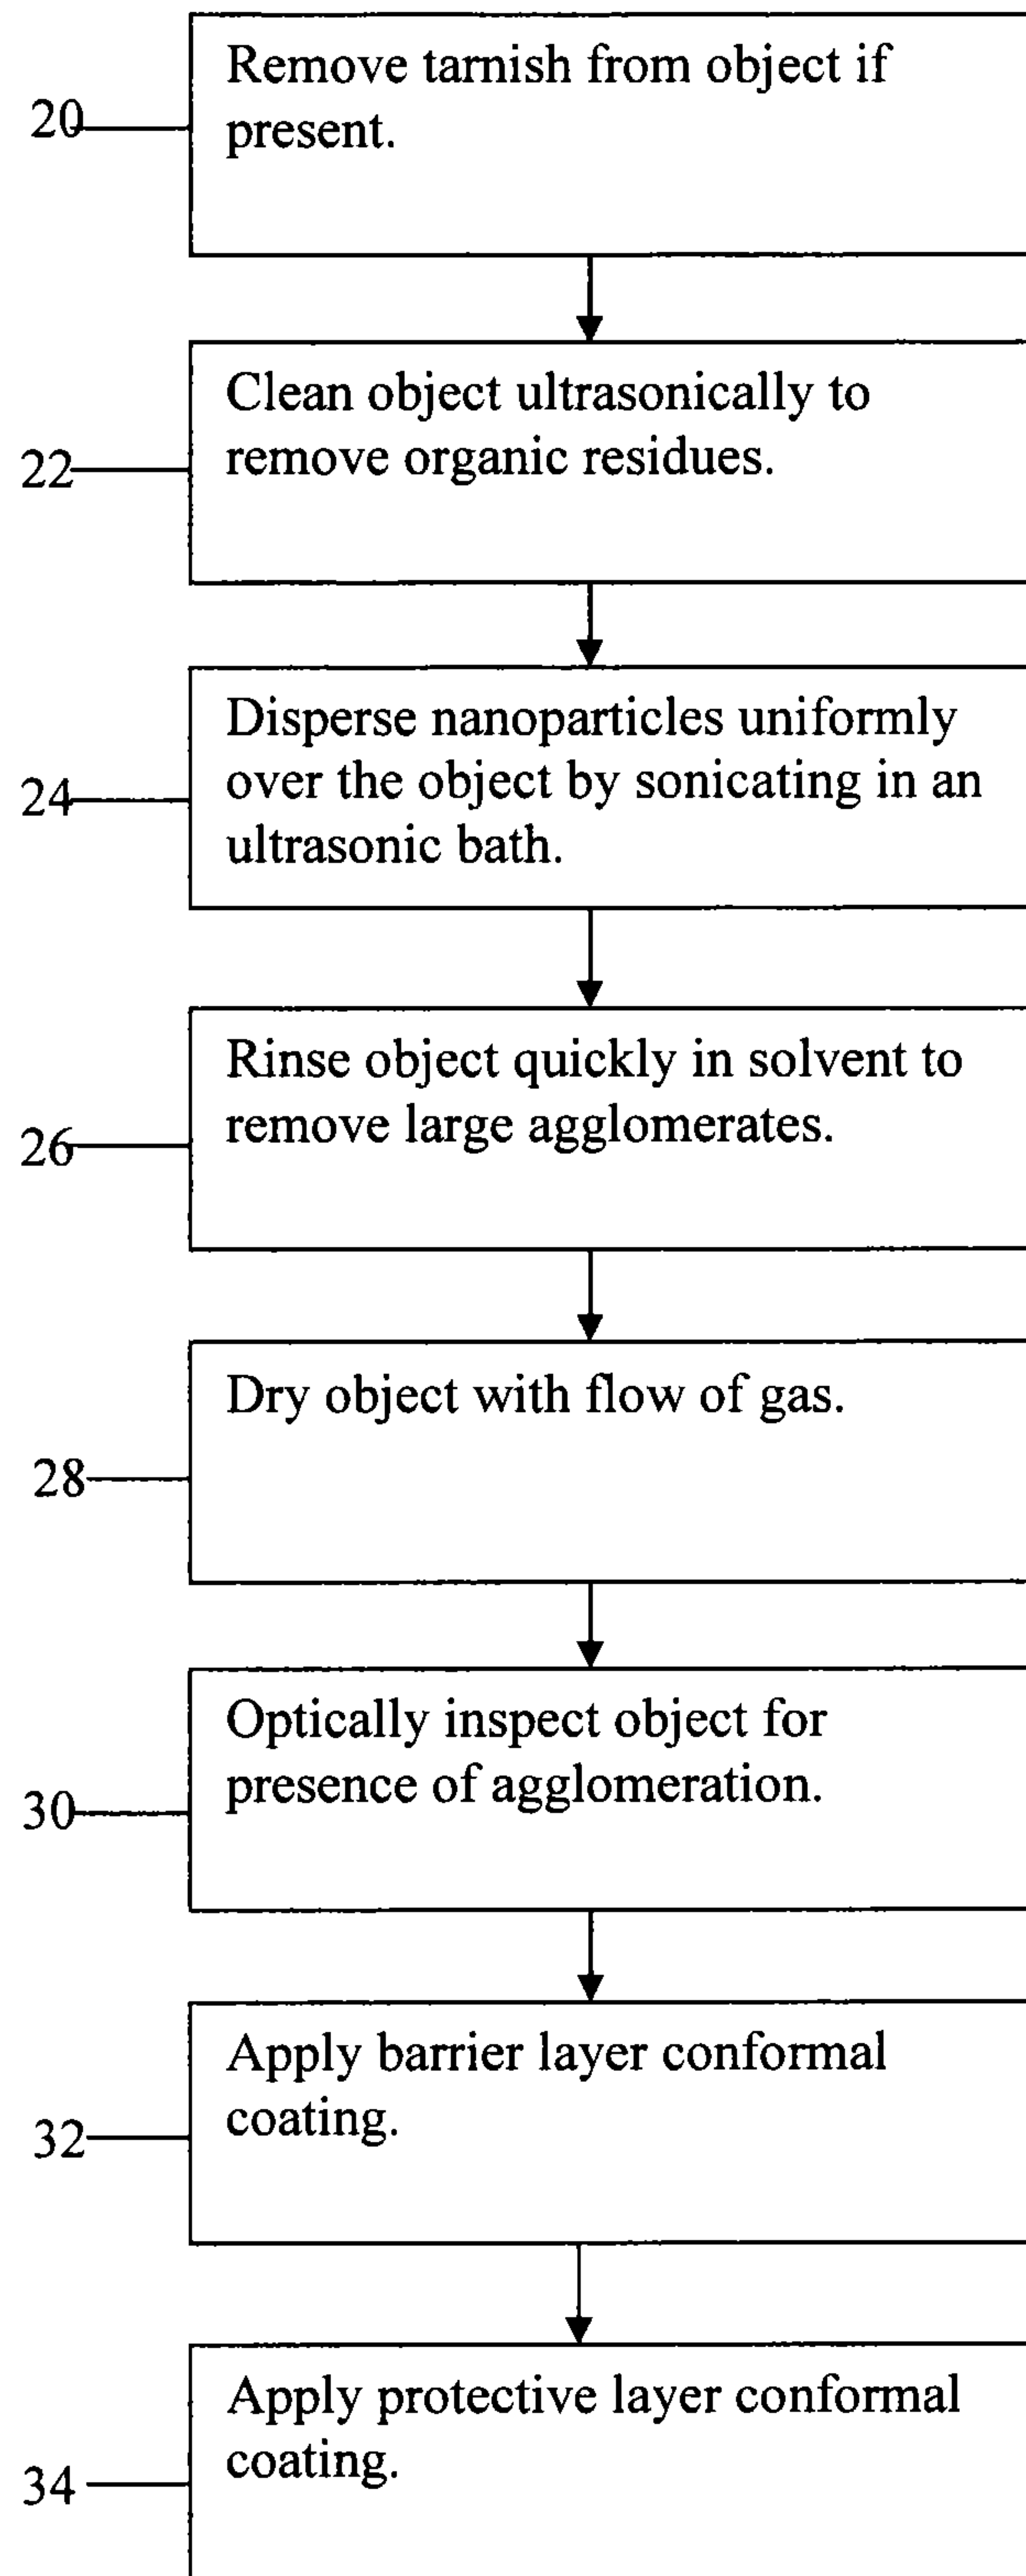 Remove tarnish from object if
present.
20
Clean object ultrasonically to
remove organic residues.
22
Disperse nanoparticles uniformly
over the object by sonicating in an
ultrasonic bath.
24
Rinse object quickly in solvent to
remove large agglomerates.
26
Dry object with flow of gas.
28
Optically inspect object for
presence of agglomeration.
30
Apply barrier layer conformal
coating.
32
Apply protective layer conformal
coating.
34